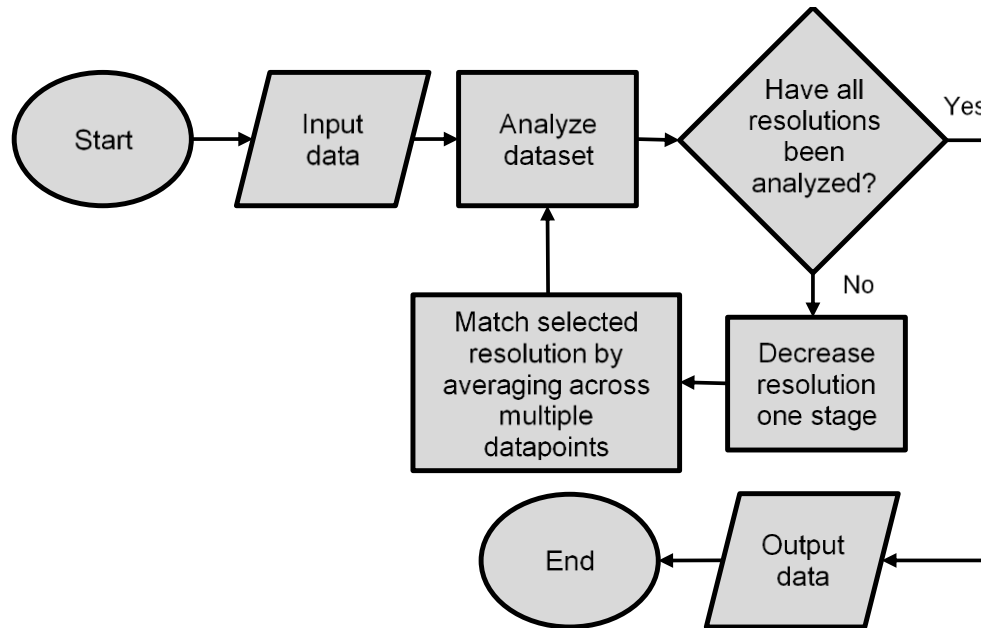 Start
Input
data
Analyze
dataset
Have all
resolutions
been
analyzed?
Yes
No
Decrease
resolution
one stage
Match selected
resolution by
averaging across
multiple
datapoints
Output
data
End